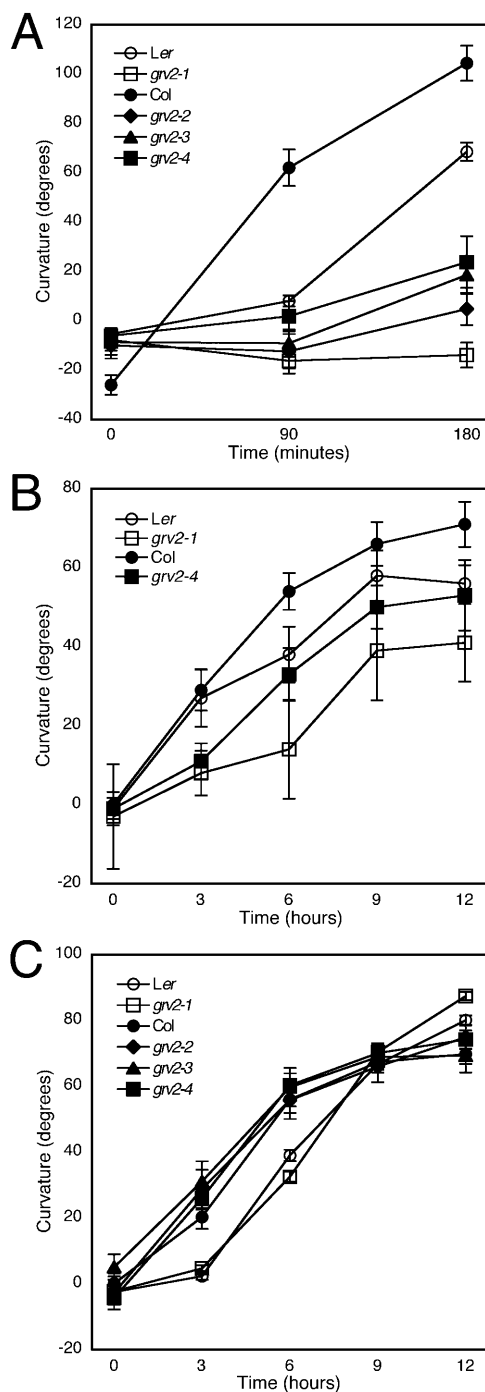 A
120
100
80
60
40
20
0
-20
-40
Curvature (degrees)
Ler
grv2-1
Col
grv2-2
grv2-3
grv2-4
0 90 180
Time (minutes)
B
80
60
40
20
0
-20
Curvature (degrees)
Ler
grv2-1
Col
grv2-4
0 3 6 9 12
Time (hours)
C
100
80
60
40
20
0
-20
Curvature (degrees)
Ler
grv2-1
Col
grv2-2
grv2-3
grv2-4
0 3 6 9 12
Time (hours)